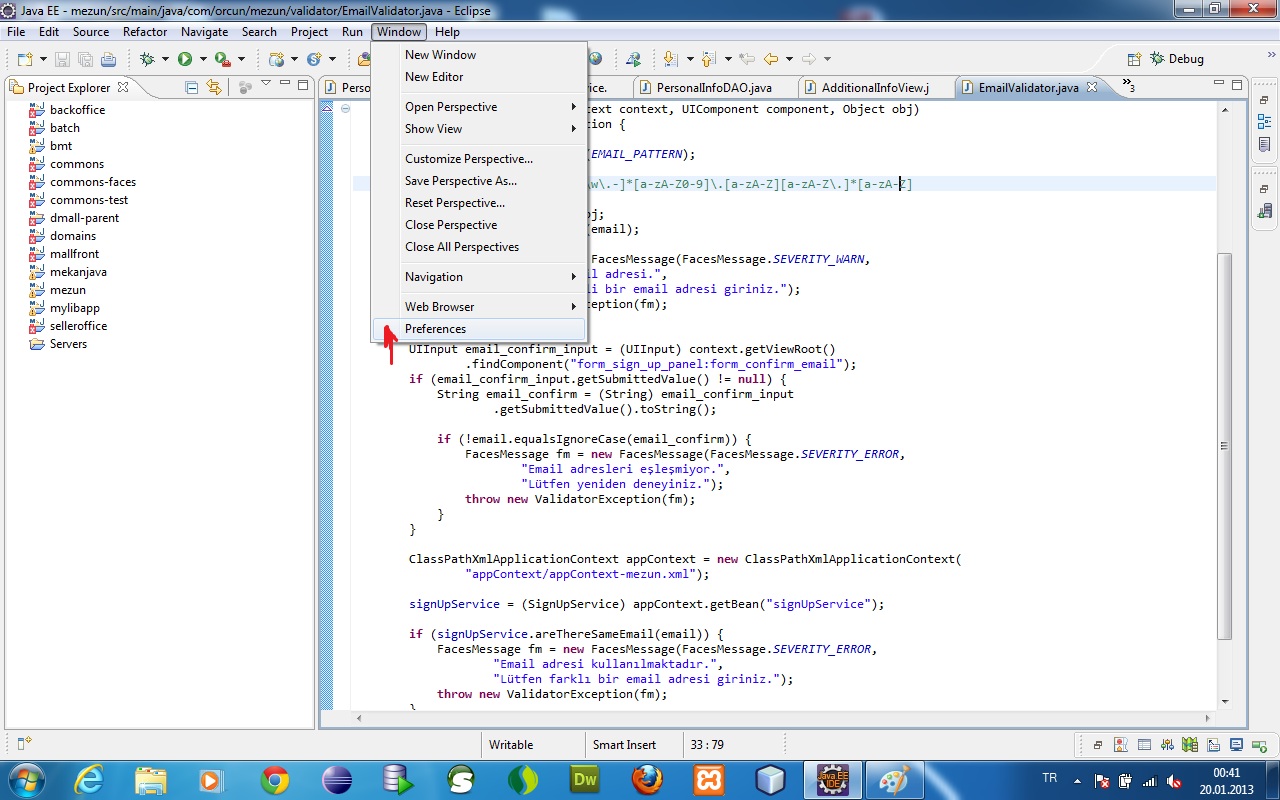 Java EE - mezun/src/main/java/com/orcun/mezun/validator/EmailValidator.java - Eclipse
File Edit Source Refactor Navigate Search Project Run Window Help
Debug
New Window
New Editor
Open Perspective
Show View
Customize Perspective...
Save Perspective As...
Reset Perspective...
Close Perspective
Close All Perspectives
Navigation
Web Browser
Preferences
Project Explorer
backoffice
batch
bmt
commons
commons-faces
commons-test
dmall-parent
domains
mallfront
mekanjava
mezun
mylibapp
selleroffice
Servers
Perso
ice.
PersonalInfoDAO.java
AdditionalInfoView.j
EmailValidator.java
3
ext context, UIComponent component, Object obj)
tion {
(EMAIL_PATTERN);
\w\.-]*[a-zA-Z0-9]\.[a-zA-Z][a-zA-Z\.]*[a-zA-Z]
bj;
(email);
FacesMessage(FacesMessage.SEVERITY_WARN,
il adresi.",
li bir email adresi giriniz.");
ception(fm);
UIInput email_confirm_input = (UIInput) context.getViewRoot()
.findComponent("form_sign_up_panel:form_confirm_email");
if (email_confirm_input.getSubmittedValue() != null) {
String email_confirm = (String) email_confirm_input
.getSubmittedValue().toString();
if (!email.equalsIgnoreCase(email_confirm)) {
FacesMessage fm = new FacesMessage(FacesMessage.SEVERITY_ERROR,
"Email adresleri eşleşmiyor.",
"Lütfen yeniden deneyiniz.");
throw new ValidatorException(fm);
}
}
ClassPathXmlApplicationContext appContext = new ClassPathXmlApplicationContext(
"appContext/appContext-mezun.xml");
signUpService = (SignUpService) appContext.getBean("signUpService");
if (signUpService.areThereSameEmail(email)) {
FacesMessage fm = new FacesMessage(FacesMessage.SEVERITY_ERROR,
"Email adresi kullanılmaktadır.",
"Lütfen farklı bir email adresi giriniz.");
throw new ValidatorException(fm);
}
Writable
Smart Insert
33 : 79
Dw
Java EE
IDE
TR
00:41
20.01.2013